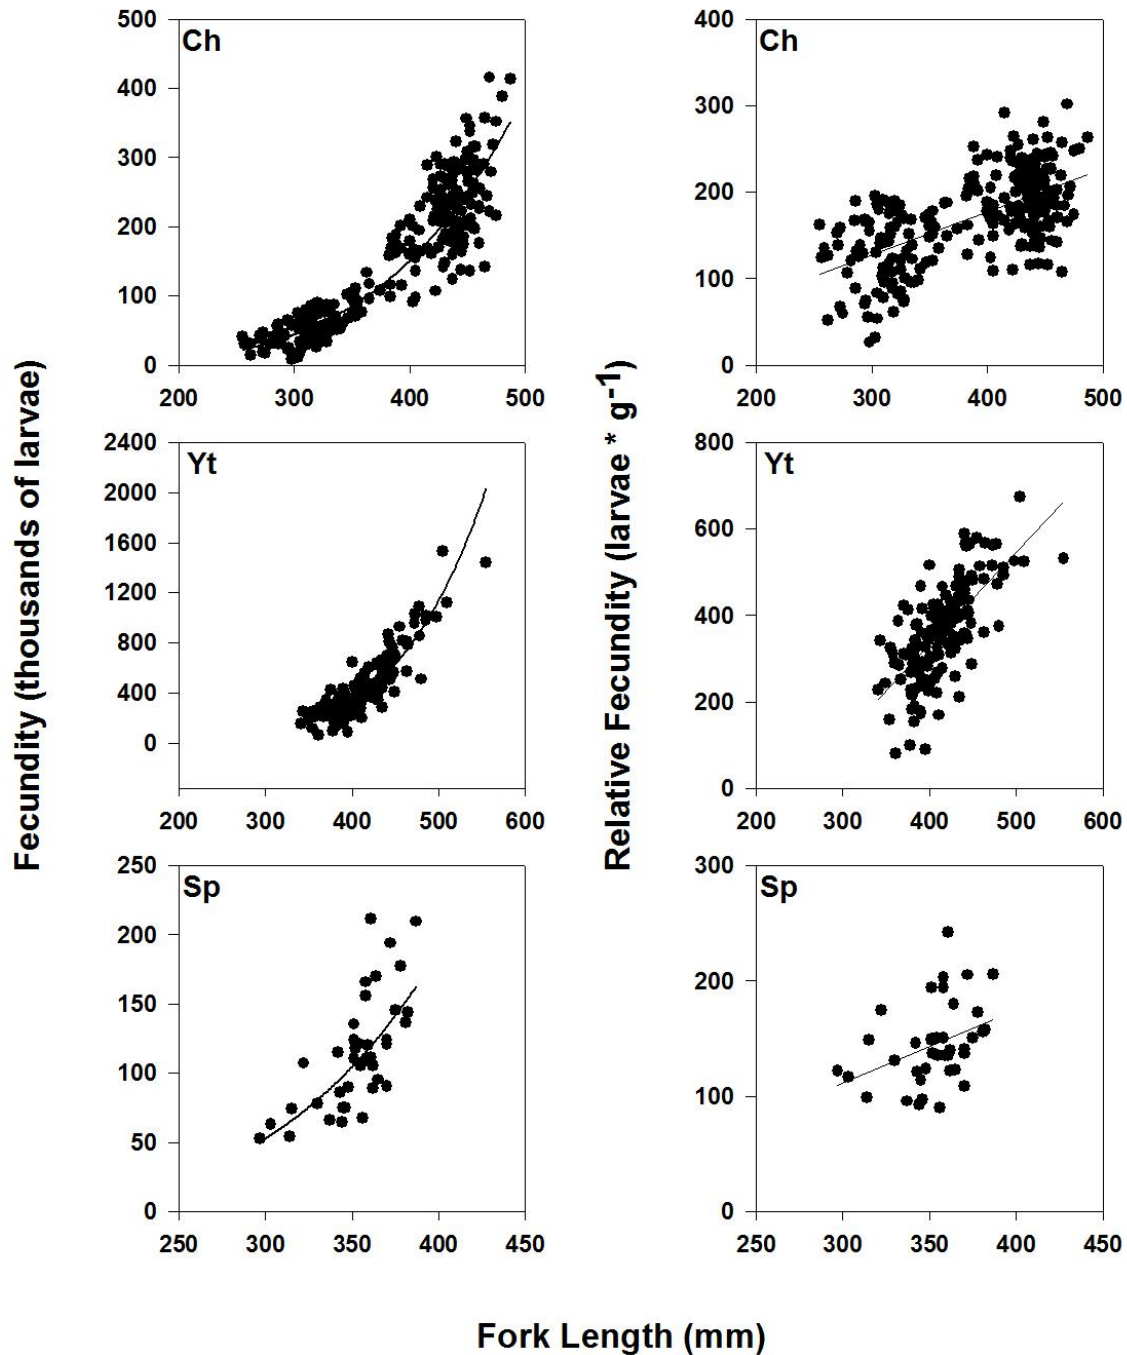 Fecundity (thousands of larvae)
Relative Fecundity (larvae * g-1)
500
400
300
200
100
0
Ch
200 300 400 500
400
300
200
100
0
Ch
200 300 400 500
2400
2000
1600
1200
800
400
0
Yt
200 300 400 500 600
800
600
400
200
0
Yt
200 300 400 500 600
250
200
150
100
50
0
Sp
250 300 350 400 450
300
200
100
0
Sp
250 300 350 400 450
Fork Length (mm)